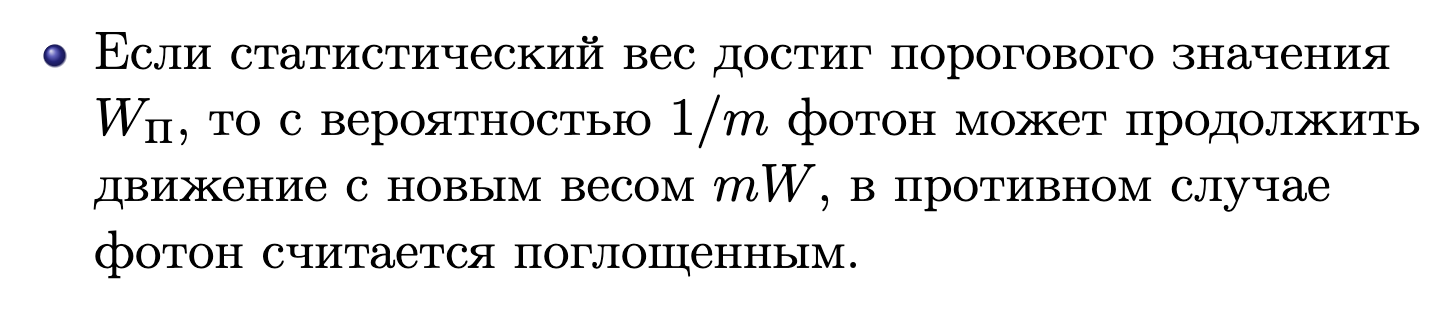 Если статистический вес достиг порогового значения
W_П, то с вероятностью 1/m фотон может продолжить
движение с новым весом mW, в противном случае
фотон считается поглощенным.